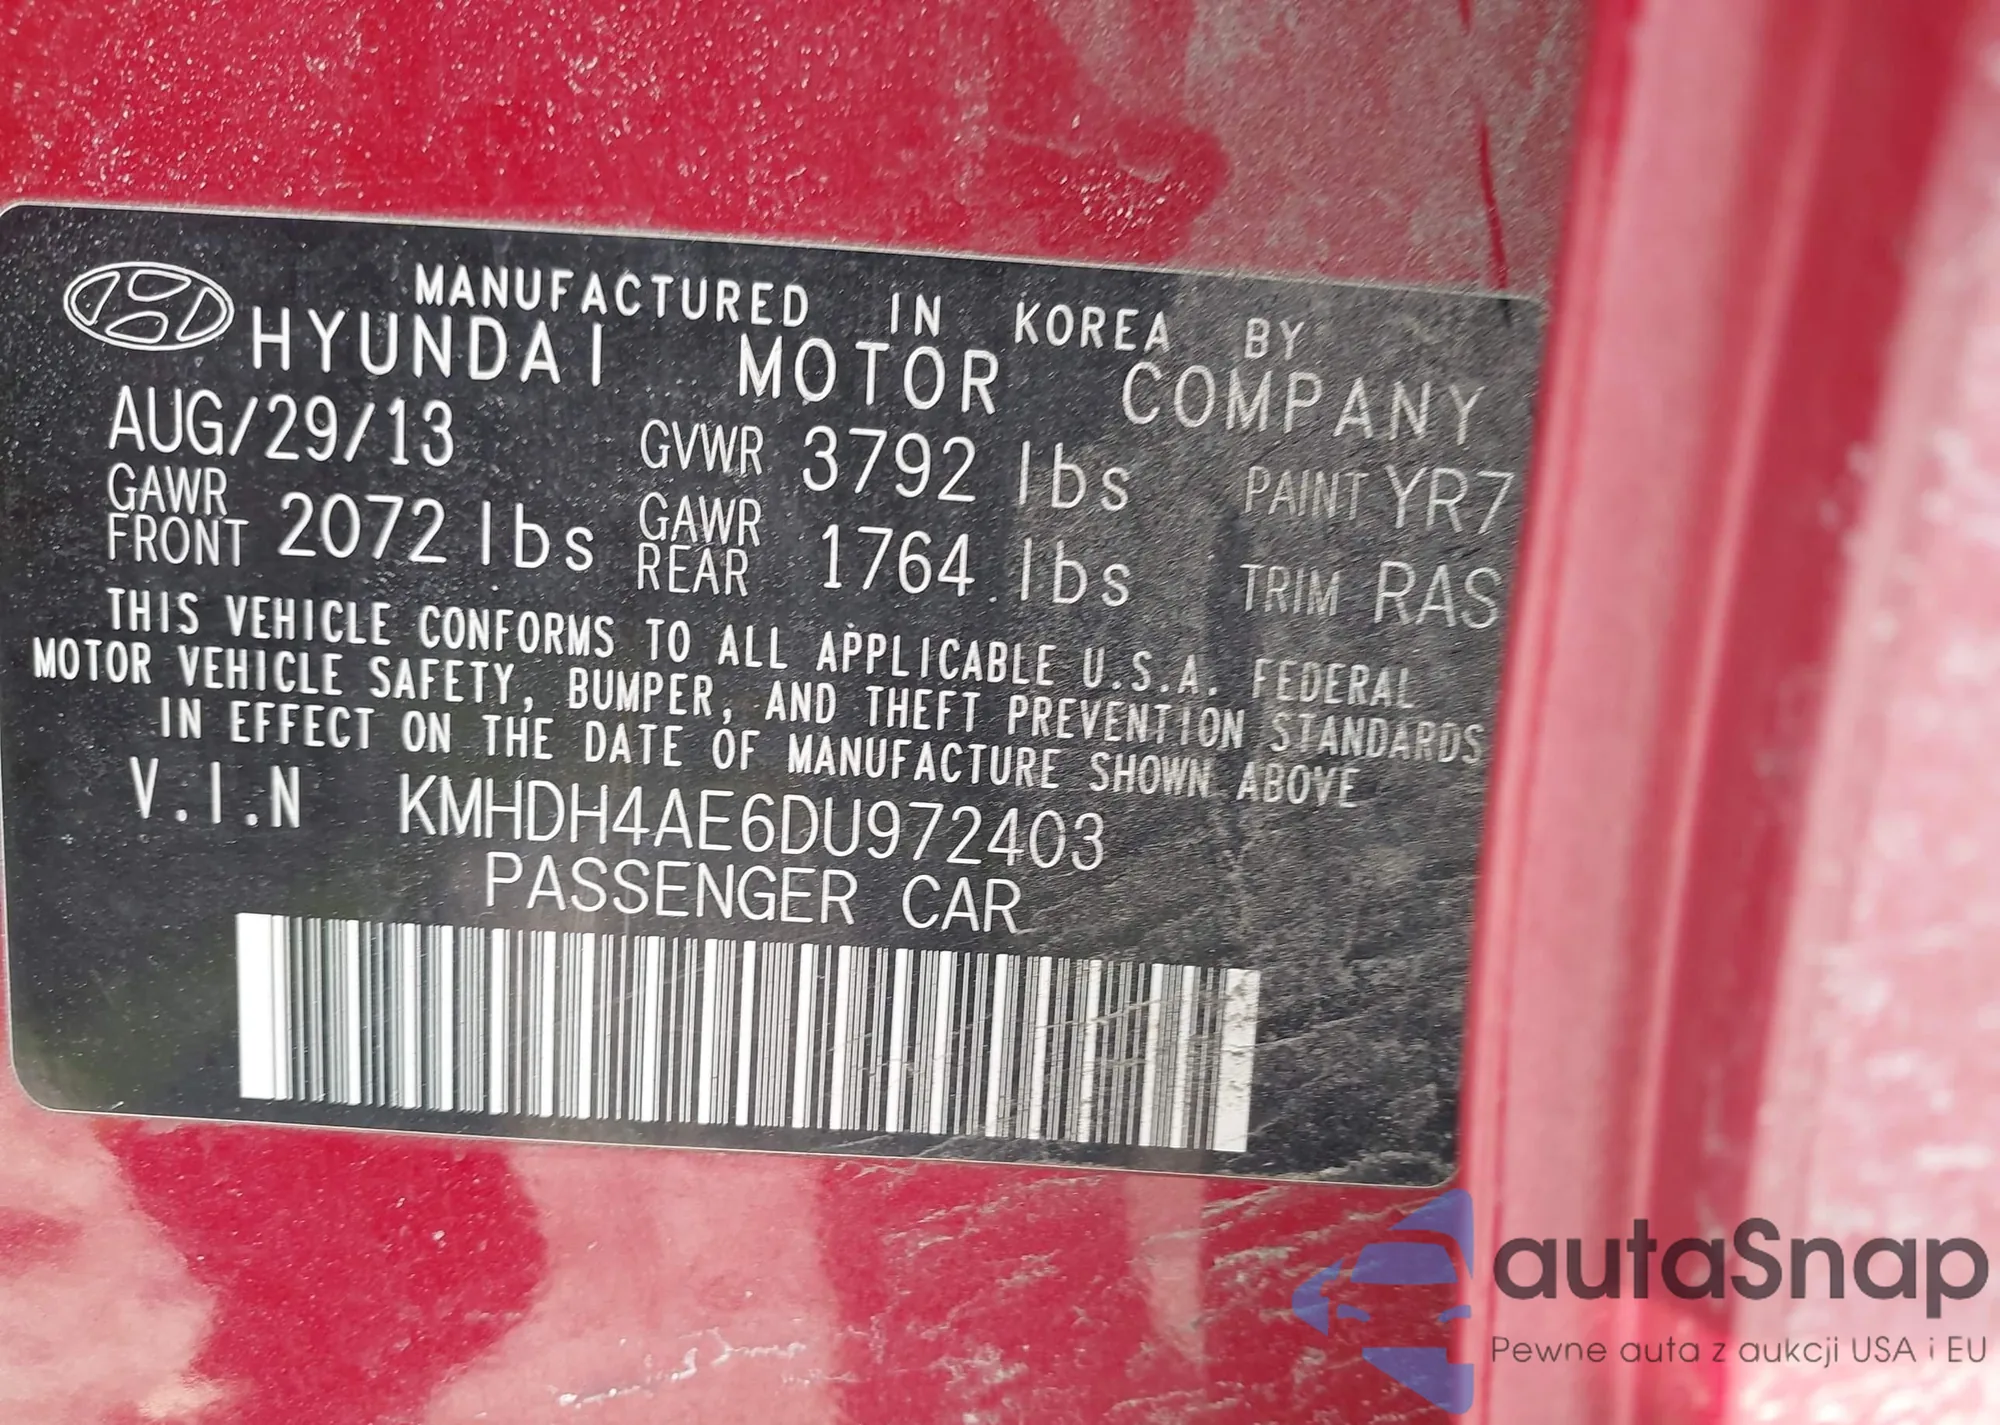 MANUFACTURED IN KOREA BY
HYUNDAI MOTOR COMPANY
AUG/29/13 GVWR 3792 lbs PAINT YR7
GAWR FRONT 2072 lbs GAWR REAR 1764 lbs TRIM RAS
THIS VEHICLE CONFORMS TO ALL APPLICABLE U.S.A. FEDERAL
MOTOR VEHICLE SAFETY, BUMPER, AND THEFT PREVENTION STANDARDS
IN EFFECT ON THE DATE OF MANUFACTURE SHOWN ABOVE
V.I.N KMHDH4AE6DU972403
PASSENGER CAR
autaSnap
Pewne auta z aukcji USA i EU